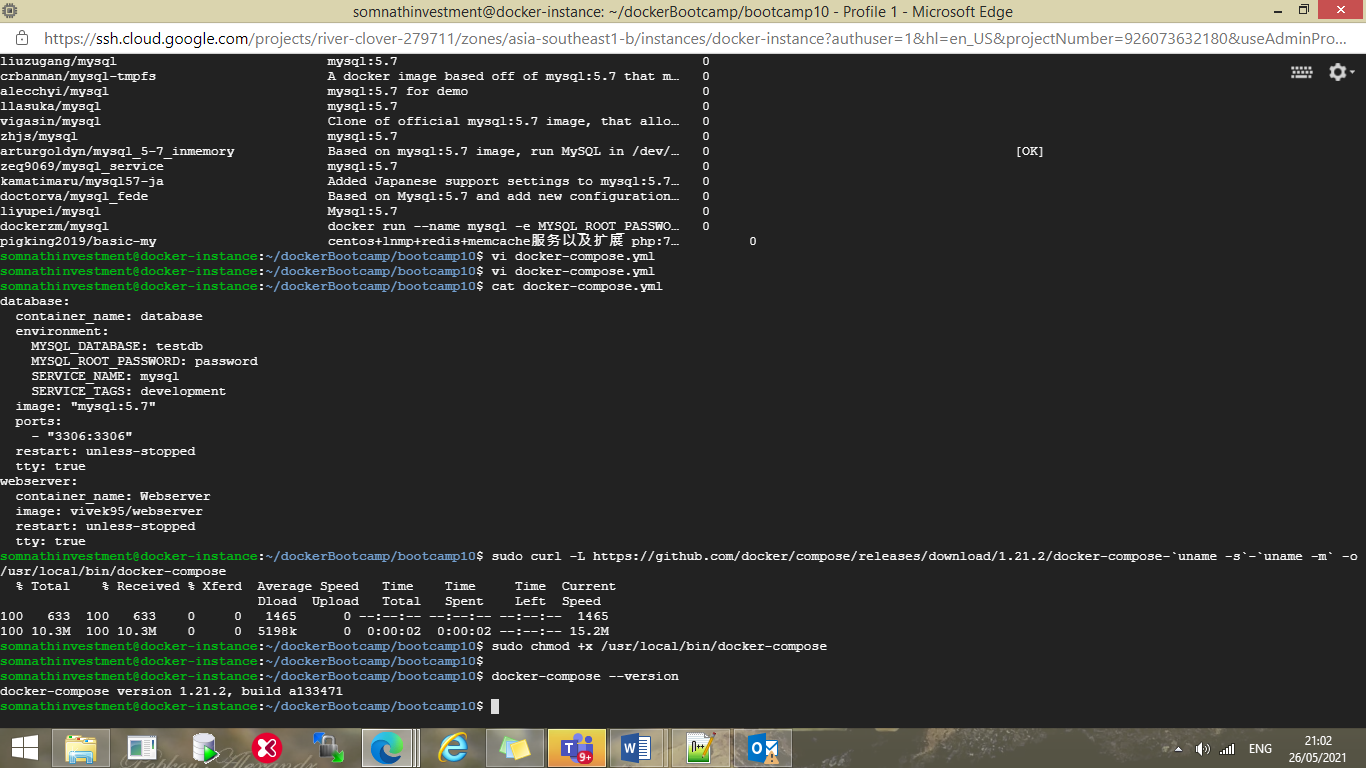 somnathinvestment@docker-instance: ~/dockerBootcamp/bootcamp10 - Profile 1 - Microsoft Edge
https://ssh.cloud.google.com/projects/river-clover-279711/zones/asia-southeast1-b/instances/docker-instance?authuser=1&hl=en_US&projectNumber=926073632180&useAdminPro...
liuzugang/mysql mysql:5.7 0
crbanman/mysql-tmpfs A docker image based off of mysql:5.7 that m… 0
alecchyi/mysql mysql:5.7 for demo 0
llasuka/mysql mysql:5.7 0
vigasin/mysql Clone of official mysql:5.7 image, that allo… 0
zhjs/mysql mysql:5.7 0
arturgoldyn/mysql_5-7_inmemory Based on mysql:5.7 image, run MySQL in /dev/… 0 [OK]
zeq9069/mysql_service mysql:5.7 0
kamatimaru/mysql57-ja Added Japanese support settings to mysql:5.7… 0
doctorva/mysql_fede Based on Mysql:5.7 and add new configuration… 0
liyupei/mysql Mysql:5.7 0
dockerzm/mysql docker run --name mysql -e MYSQL_ROOT_PASSWO… 0
pigking2019/basic-my centos+lnmp+redis+memcache服务以及扩展 php:7… 0
somnathinvestment@docker-instance:~/dockerBootcamp/bootcamp10$ vi docker-compose.yml
somnathinvestment@docker-instance:~/dockerBootcamp/bootcamp10$ vi docker-compose.yml
somnathinvestment@docker-instance:~/dockerBootcamp/bootcamp10$ cat docker-compose.yml
database:
  container_name: database
  environment:
    MYSQL_DATABASE: testdb
    MYSQL_ROOT_PASSWORD: password
    SERVICE_NAME: mysql
    SERVICE_TAGS: development
  image: "mysql:5.7"
  ports:
    - "3306:3306"
  restart: unless-stopped
  tty: true
webserver:
  container_name: Webserver
  image: vivek95/webserver
  restart: unless-stopped
  tty: true
somnathinvestment@docker-instance:~/dockerBootcamp/bootcamp10$ sudo curl -L https://github.com/docker/compose/releases/download/1.21.2/docker-compose-`uname -s`-`uname -m` -o
/usr/local/bin/docker-compose
  % Total    % Received % Xferd  Average Speed   Time    Time     Time  Current
                                 Dload  Upload   Total   Spent    Left  Speed
100   633  100   633    0     0   1465      0 --:--:-- --:--:-- --:--:--  1465
100 10.3M  100 10.3M    0     0  5198k      0  0:00:02  0:00:02 --:--:-- 15.2M
somnathinvestment@docker-instance:~/dockerBootcamp/bootcamp10$ sudo chmod +x /usr/local/bin/docker-compose
somnathinvestment@docker-instance:~/dockerBootcamp/bootcamp10$
somnathinvestment@docker-instance:~/dockerBootcamp/bootcamp10$ docker-compose --version
docker-compose version 1.21.2, build a133471
somnathinvestment@docker-instance:~/dockerBootcamp/bootcamp10$
9+
ENG
21:02
26/05/2021